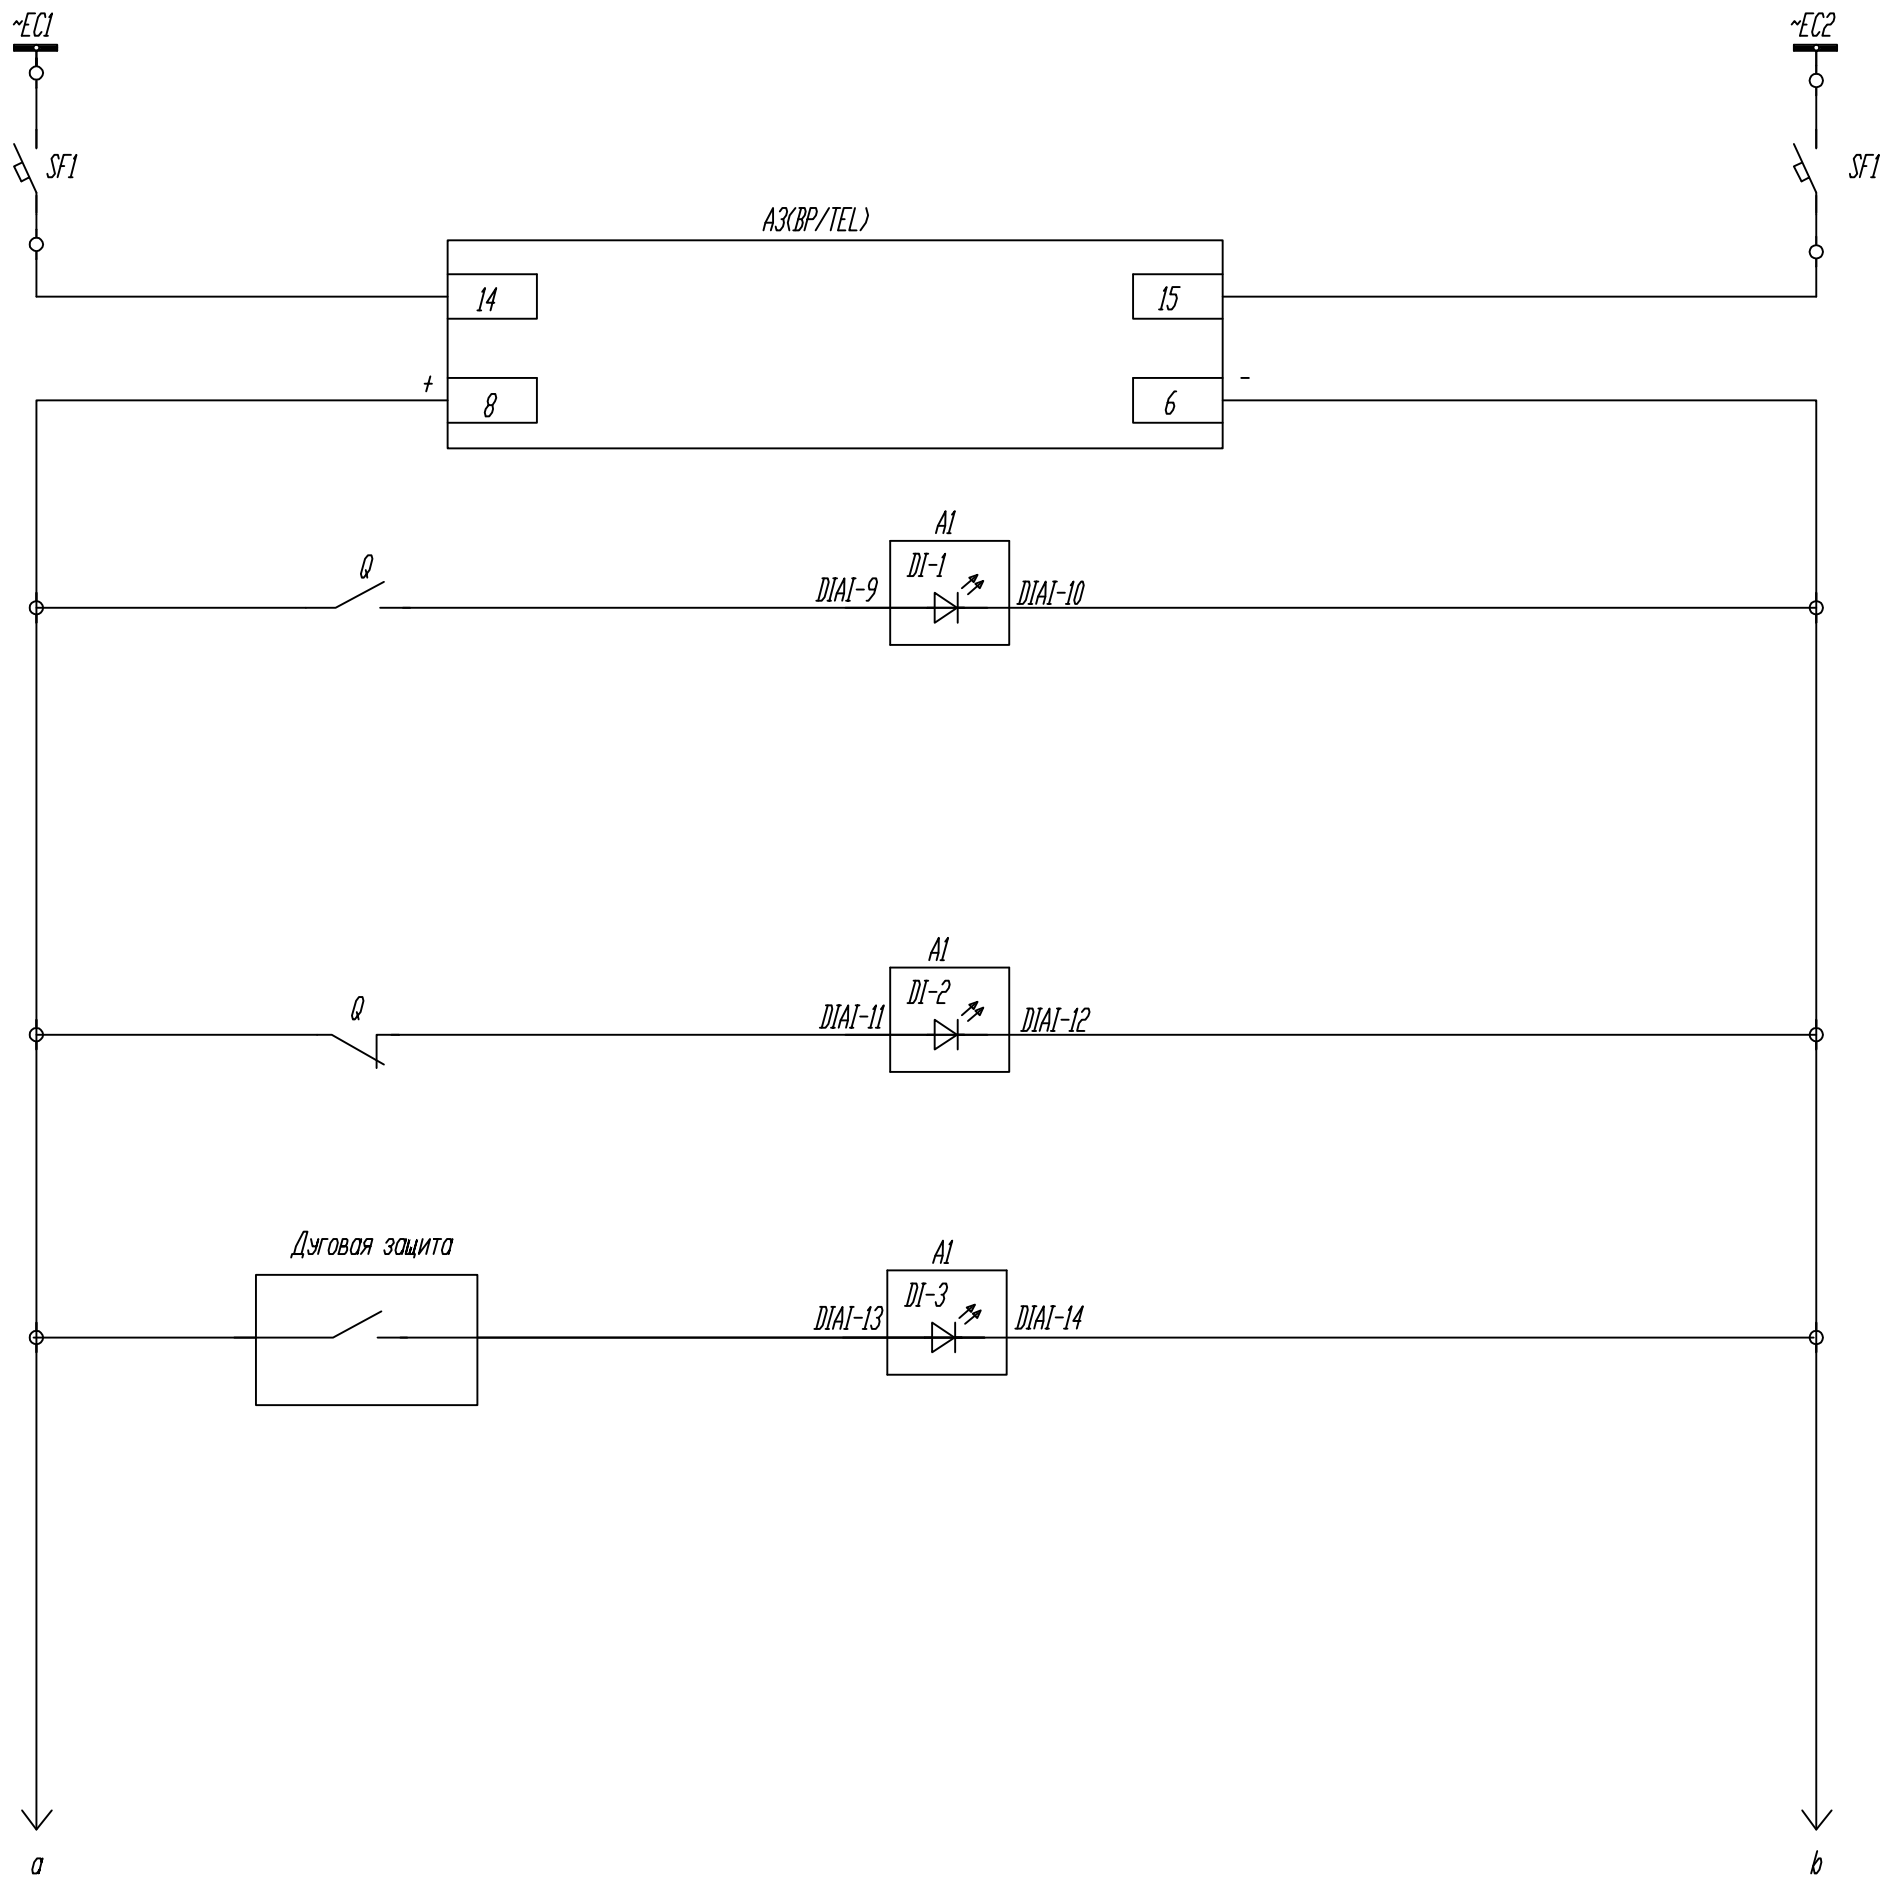 ~EC1
~EC2
SF1
SF1
A3(BP/TEL)
14
15
+
-
8
6
A1
Q
DI-1
DIAI-9
DIAI-10
A1
Q
DI-2
DIAI-11
DIAI-12
Дуговая защита
A1
DI-3
DIAI-13
DIAI-14
a
b